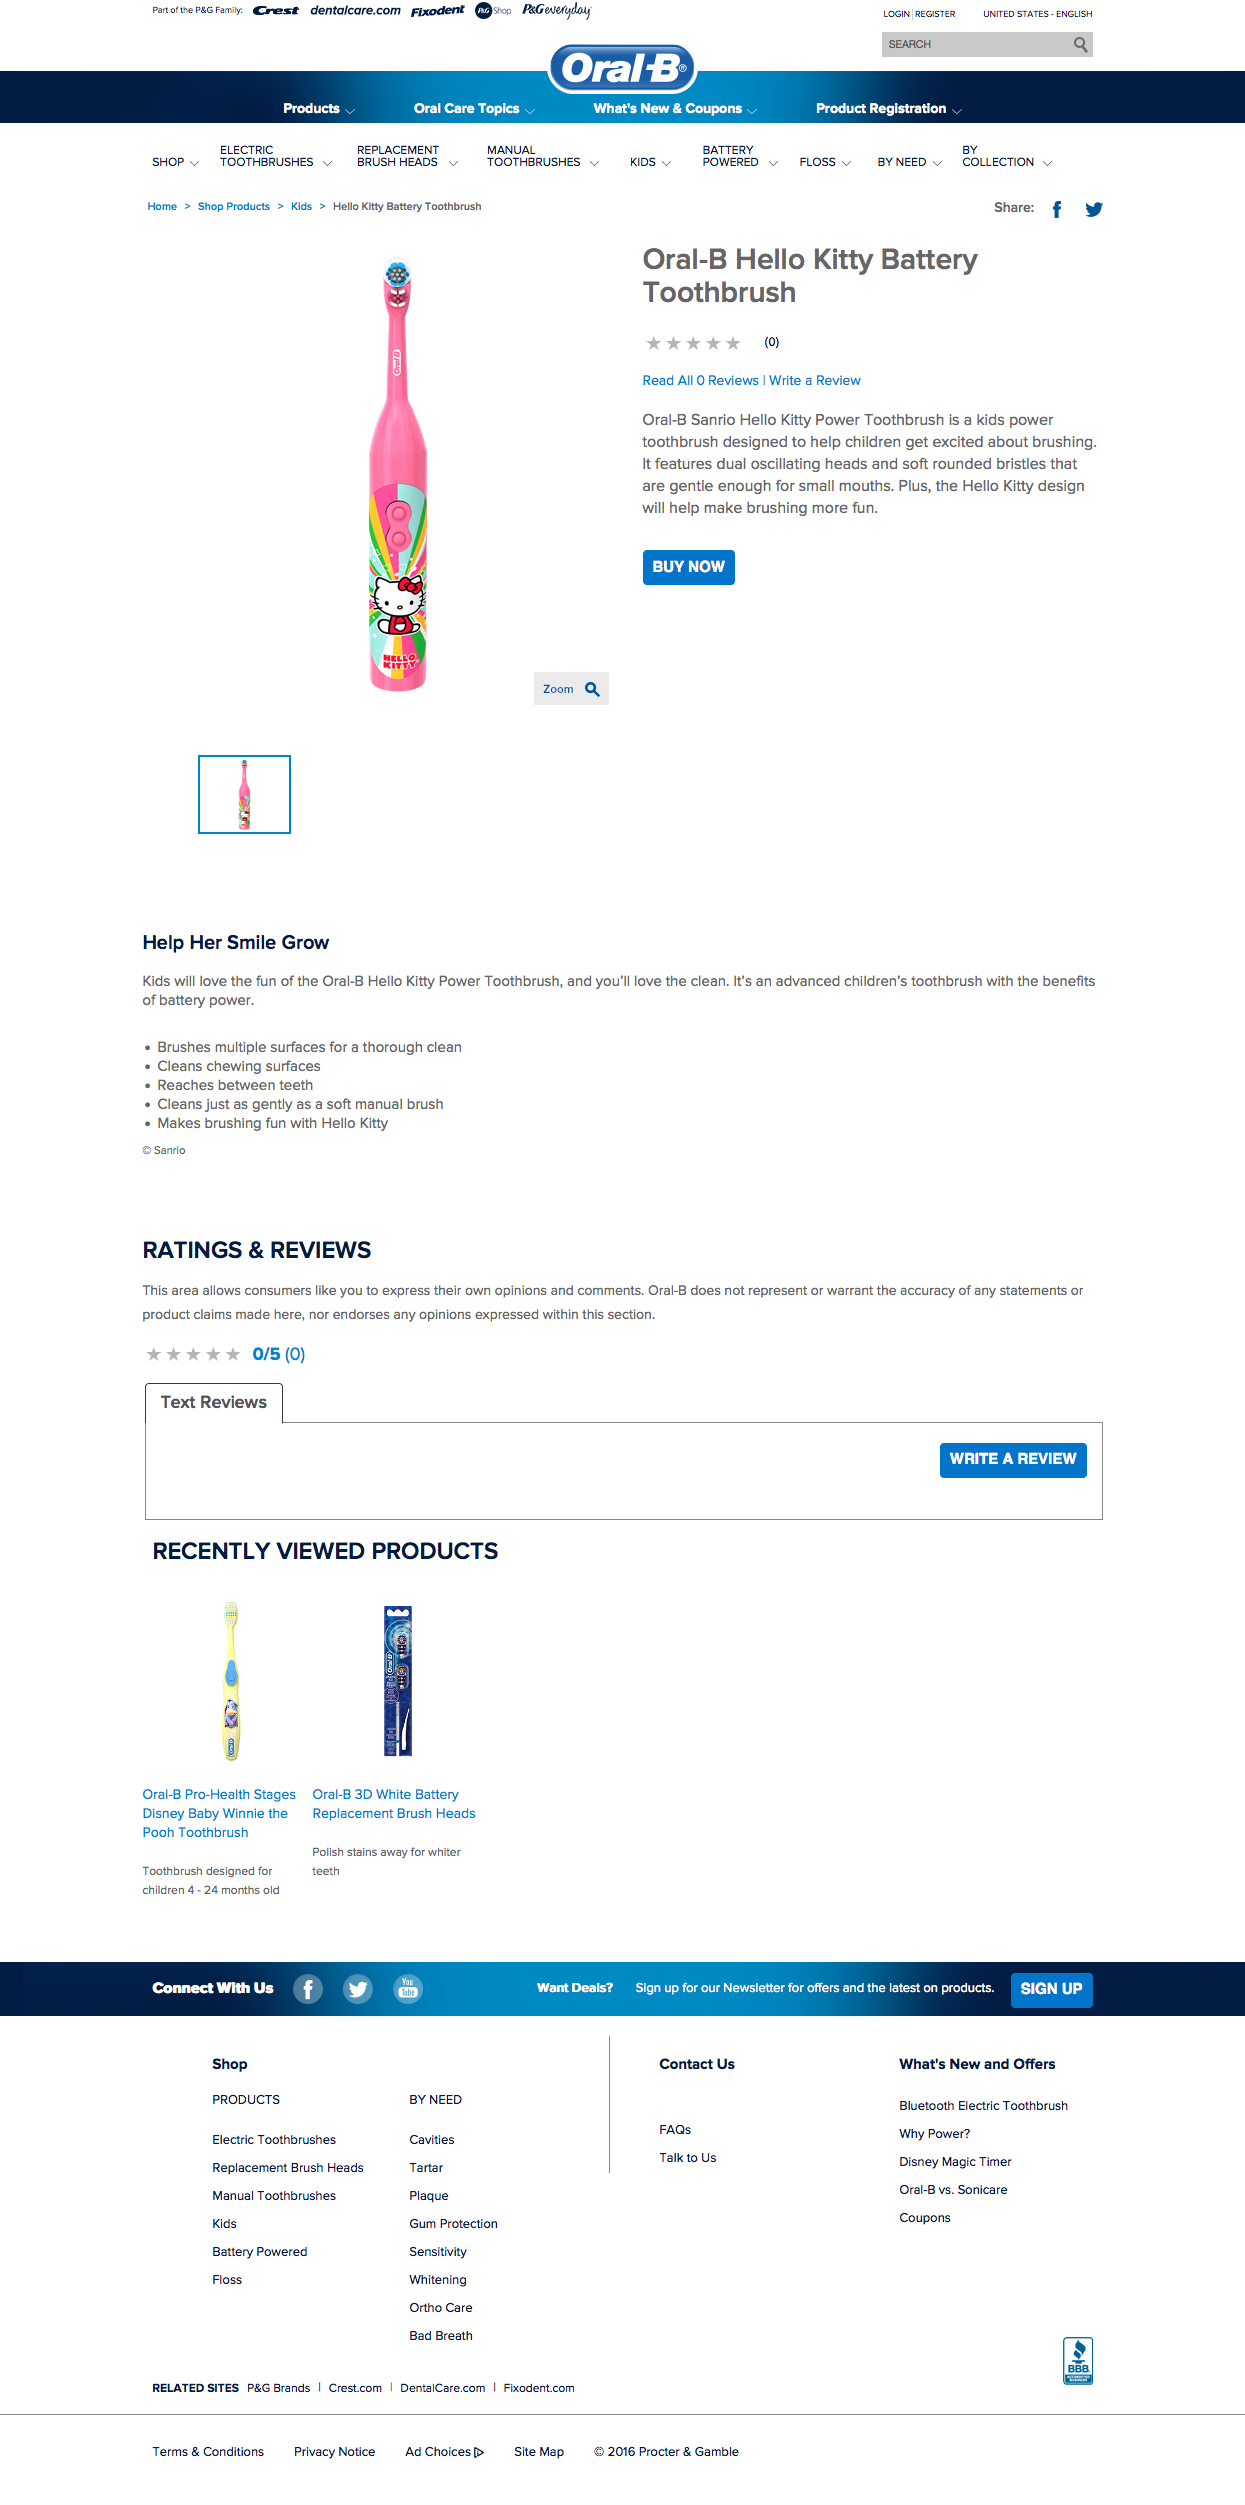 Part of the P&G Family: Crest dentalcare.com Fixodent P&G Shop P&Geveryday
LOGIN | REGISTER UNITED STATES - ENGLISH
SEARCH
Oral-B®
Products Oral Care Topics What's New & Coupons Product Registration
SHOP ELECTRIC TOOTHBRUSHES REPLACEMENT BRUSH HEADS MANUAL TOOTHBRUSHES KIDS BATTERY POWERED FLOSS BY NEED BY COLLECTION
Home > Shop Products > Kids > Hello Kitty Battery Toothbrush
Share:
Oral-B
HELLO
KITTY
Zoom
Oral-B Hello Kitty Battery
Toothbrush
(0)
Read All 0 Reviews | Write a Review
Oral-B Sanrio Hello Kitty Power Toothbrush is a kids power
toothbrush designed to help children get excited about brushing.
It features dual oscillating heads and soft rounded bristles that
are gentle enough for small mouths. Plus, the Hello Kitty design
will help make brushing more fun.
BUY NOW
Help Her Smile Grow
Kids will love the fun of the Oral-B Hello Kitty Power Toothbrush, and you’ll love the clean. It’s an advanced children’s toothbrush with the benefits
of battery power.
• Brushes multiple surfaces for a thorough clean
• Cleans chewing surfaces
• Reaches between teeth
• Cleans just as gently as a soft manual brush
• Makes brushing fun with Hello Kitty
© Sanrio
RATINGS & REVIEWS
This area allows consumers like you to express their own opinions and comments. Oral-B does not represent or warrant the accuracy of any statements or
product claims made here, nor endorses any opinions expressed within this section.
0/5 (0)
Text Reviews
WRITE A REVIEW
RECENTLY VIEWED PRODUCTS
Oral-B
Oral-B
Oral-B Pro-Health Stages
Disney Baby Winnie the
Pooh Toothbrush
Toothbrush designed for
children 4 - 24 months old
Oral-B 3D White Battery
Replacement Brush Heads
Polish stains away for whiter
teeth
Connect With Us You Tube Want Deals? Sign up for our Newsletter for offers and the latest on products. SIGN UP
Shop
PRODUCTS
Electric Toothbrushes
Replacement Brush Heads
Manual Toothbrushes
Kids
Battery Powered
Floss
BY NEED
Cavities
Tartar
Plaque
Gum Protection
Sensitivity
Whitening
Ortho Care
Bad Breath
Contact Us
FAQs
Talk to Us
What's New and Offers
Bluetooth Electric Toothbrush
Why Power?
Disney Magic Timer
Oral-B vs. Sonicare
Coupons
BBB
ACCREDITED
BUSINESS
RELATED SITES P&G Brands | Crest.com | DentalCare.com | Fixodent.com
Terms & Conditions Privacy Notice Ad Choices Site Map © 2016 Procter & Gamble